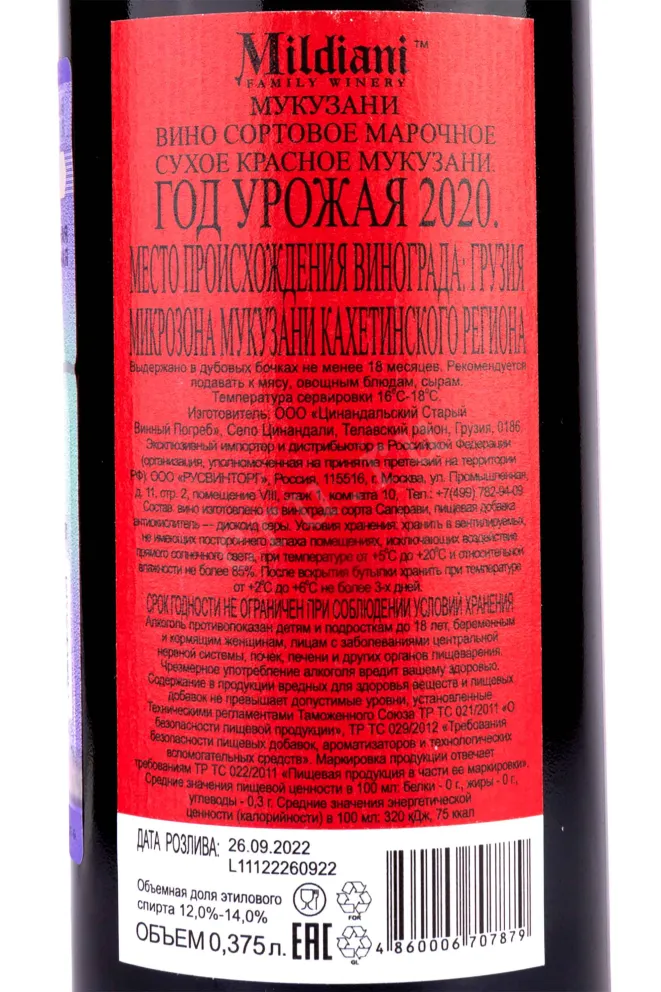 Mildiani™
FAMILY WINERY
МУКУЗАНИ
ВИНО СОРТОВОЕ МАРОЧНОЕ
СУХОЕ КРАСНОЕ МУКУЗАНИ.
ГОД УРОЖАЯ 2020.
МЕСТО ПРОИСХОЖДЕНИЯ ВИНОГРАДА: ГРУЗИЯ
МИКРОЗОНА МУКУЗАНИ КАХЕТИНСКОГО РЕГИОНА
Выдержано в дубовых бочках не менее 18 месяцев. Рекомендуется
подавать к мясу, овощным блюдам, сырам.
Температура сервировки 16°С-18°С.
Изготовитель: ООО «Цинандальский Старый
Винный Погреб», Село Цинандали, Телавский район, Грузия, 0186
Эксклюзивный импортер и дистрибьютор в Российской Федерации
(организация, уполномоченная на принятие претензий на территории
РФ): ООО «РУСВИНТОРГ», Россия, 115516, г. Москва, ул. Промышленная,
д. 11, стр. 2, помещение VIII, этаж 1, комната 10, Тел.: +7(499) 782-94-09
Состав: вино изготовлено из винограда сорта Саперави, пищевая добавка
антиокислитель – диоксид серы. Условия хранения: хранить в вентилируемых,
не имеющих постороннего запаха помещениях, исключающих воздействие
прямого солнечного света, при температуре от +5°С до +20°С и относительной
влажности не более 85%. После вскрытия бутылки хранить при температуре
от +2°С до +6°С не более 3-х дней.
СРОК ГОДНОСТИ НЕ ОГРАНИЧЕН ПРИ СОБЛЮДЕНИИ УСЛОВИЙ ХРАНЕНИЯ.
Алкоголь противопоказан детям и подросткам до 18 лет, беременным
и кормящим женщинам, лицам с заболеваниями центральной
нервной системы, почек, печени и других органов пищеварения.
Чрезмерное употребление алкоголя вредит вашему здоровью.
Содержание в продукции вредных для здоровья веществ и пищевых
добавок не превышает допустимые уровни, установленные
Техническими регламентами Таможенного Союза ТР ТС 021/2011 «О
безопасности пищевой продукции», ТР ТС 029/2012 «Требования
безопасности пищевых добавок, ароматизаторов и технологических
вспомогательных средств». Маркировка продукции отвечает
требованиям ТР ТС 022/2011 «Пищевая продукция в части ее маркировки».
Средние значения пищевой ценности в 100 мл: белки - 0 г., жиры - 0 г.,
углеводы - 0,3 г. Средние значения энергетической
ценности (калорийности) в 100 мл: 320 кДж, 75 ккал
ДАТА РОЗЛИВА: 26.09.2022
L11122260922
Объемная доля этилового
спирта 12,0%-14,0%
ОБЪЕМ 0,375 л.
EAC
FOR
GL
4 860006 707879